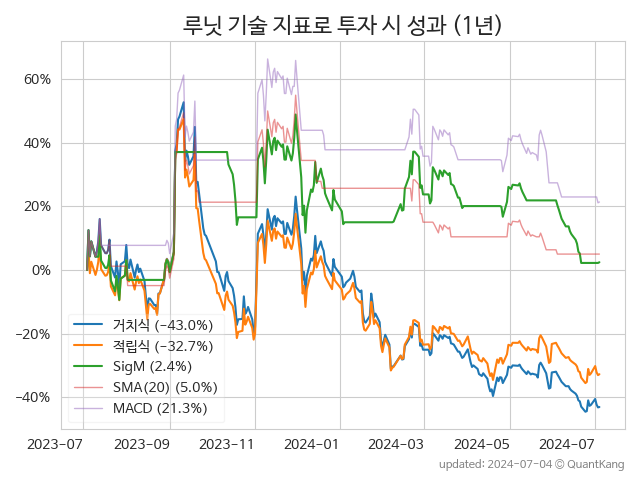 루닛 기술 지표로 투자 시 성과 (1년)
60%
40%
20%
0%
−20%
−40%
거치식 (−43.0%)
적립식 (−32.7%)
SigM (2.4%)
SMA(20) (5.0%)
MACD (21.3%)
2023-07 2023-09 2023-11 2024-01 2024-03 2024-05 2024-07
updated: 2024-07-04 ⓒ QuantKang